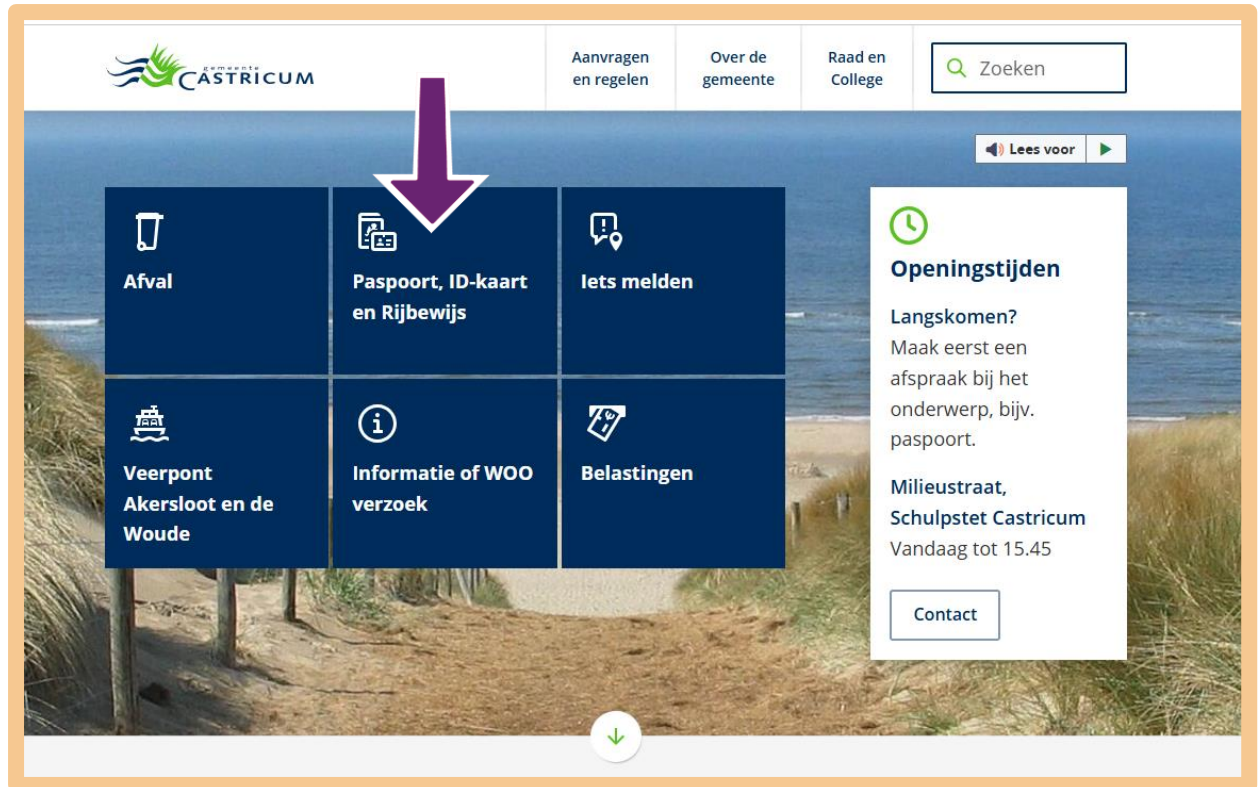 gemeente
CASTRICUM
Aanvragen
en regelen
Over de
gemeente
Raad en
College
Zoeken
Lees voor
Afval
Paspoort, ID-kaart
en Rijbewijs
Iets melden
Veerpont
Akersloot en de
Woude
Informatie of WOO
verzoek
Belastingen
Openingstijden
Langskomen?
Maak eerst een
afspraak bij het
onderwerp, bijv.
paspoort.
Milieustraat,
Schulpstet Castricum
Vandaag tot 15.45
Contact